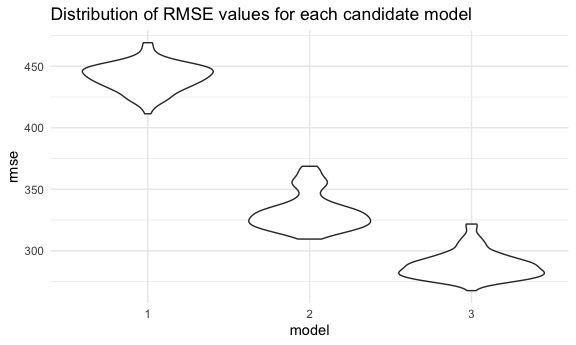 Distribution of RMSE values for each candidate model
450
400
350
300
rmse
1 2 3
model